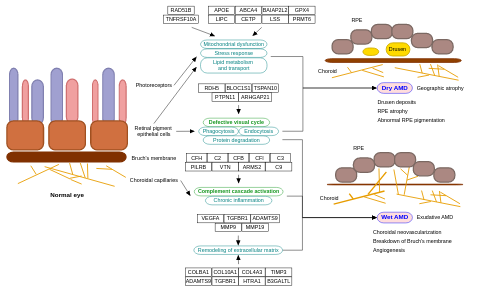 RAD51B
TNFRSF10A
APOE ABCA4 BAIAP2L2 GPX4
LIPC CETP LSS PRMT6
Mitochondrial dysfunction
Stress response
Lipid metabolism
and transport
RDH5 BLOC1S1 TSPAN10
PTPN11 ARHGAP21
Defective visual cycle
Phagocytosis Endocytosis
Protein degradation
CFH C2 CFB CFI C3
PILRB VTN ARMS2 C9
Complement cascade activation
Chronic inflammation
VEGFA TGFBR1 ADAMTS9
MMP9 MMP19
Remodeling of extracellular matrix
COL8A1 COL10A1 COL4A3 TIMP3
ADAMTS9 TGFBR1 HTRA1 B3GALTL
Photoreceptors
Retinal pigment
epithelial cells
Bruch's membrane
Choroidal capillaries
Normal eye
RPE
Drusen
Choroid
Dry AMD Geographic atrophy
Drusen deposits
RPE atrophy
Abnormal RPE pigmentation
RPE
Choroid
Wet AMD Exudative AMD
Choroidal neovascularization
Breakdown of Bruch's membrane
Angiogenesis